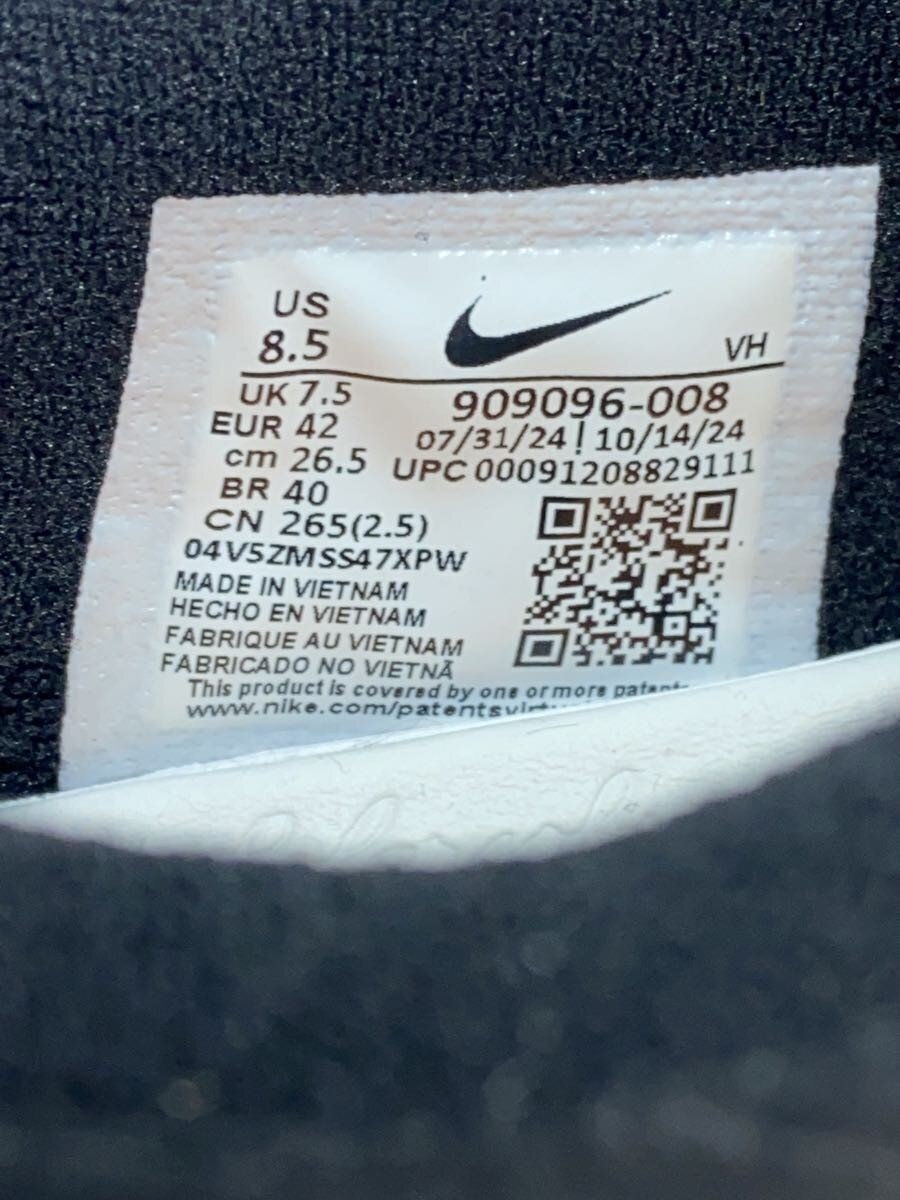 US
8.5
VH
UK 7.5
909096-008
EUR 42
07/31/24 | 10/14/24
cm 26.5
UPC 00091208829111
BR 40
CN 265(2.5)
04V5ZMSS47XPW
MADE IN VIETNAM
HECHO EN VIETNAM
FABRIQUE AU VIETNAM
FABRICADO NO VIETNÃ
This product is covered by one or more
www.nike.com/patents